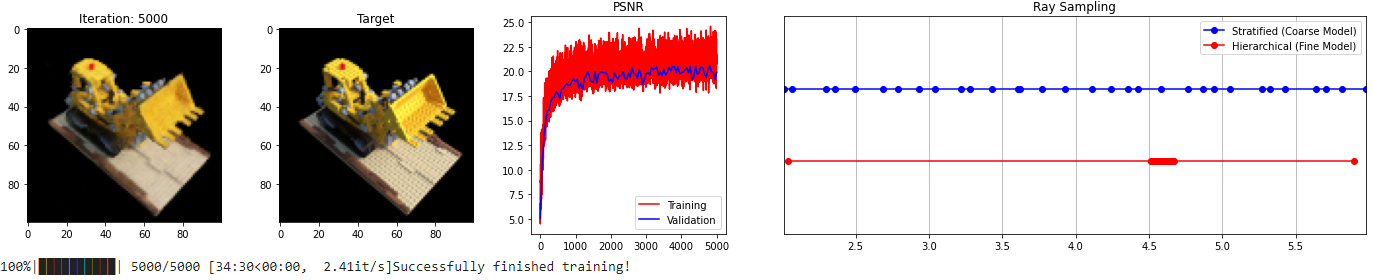 Iteration: 5000
0
20
40
60
80
0 20 40 60 80
Target
0
20
40
60
80
0 20 40 60 80
PSNR
25.0
22.5
20.0
17.5
15.0
12.5
10.0
7.5
5.0
Training
Validation
0 1000 2000 3000 4000 5000
Ray Sampling
Stratified (Coarse Model)
Hierarchical (Fine Model)
2.5 3.0 3.5 4.0 4.5 5.0 5.5
100%| | 5000/5000 [34:30<00:00, 2.41it/s]Successfully finished training!